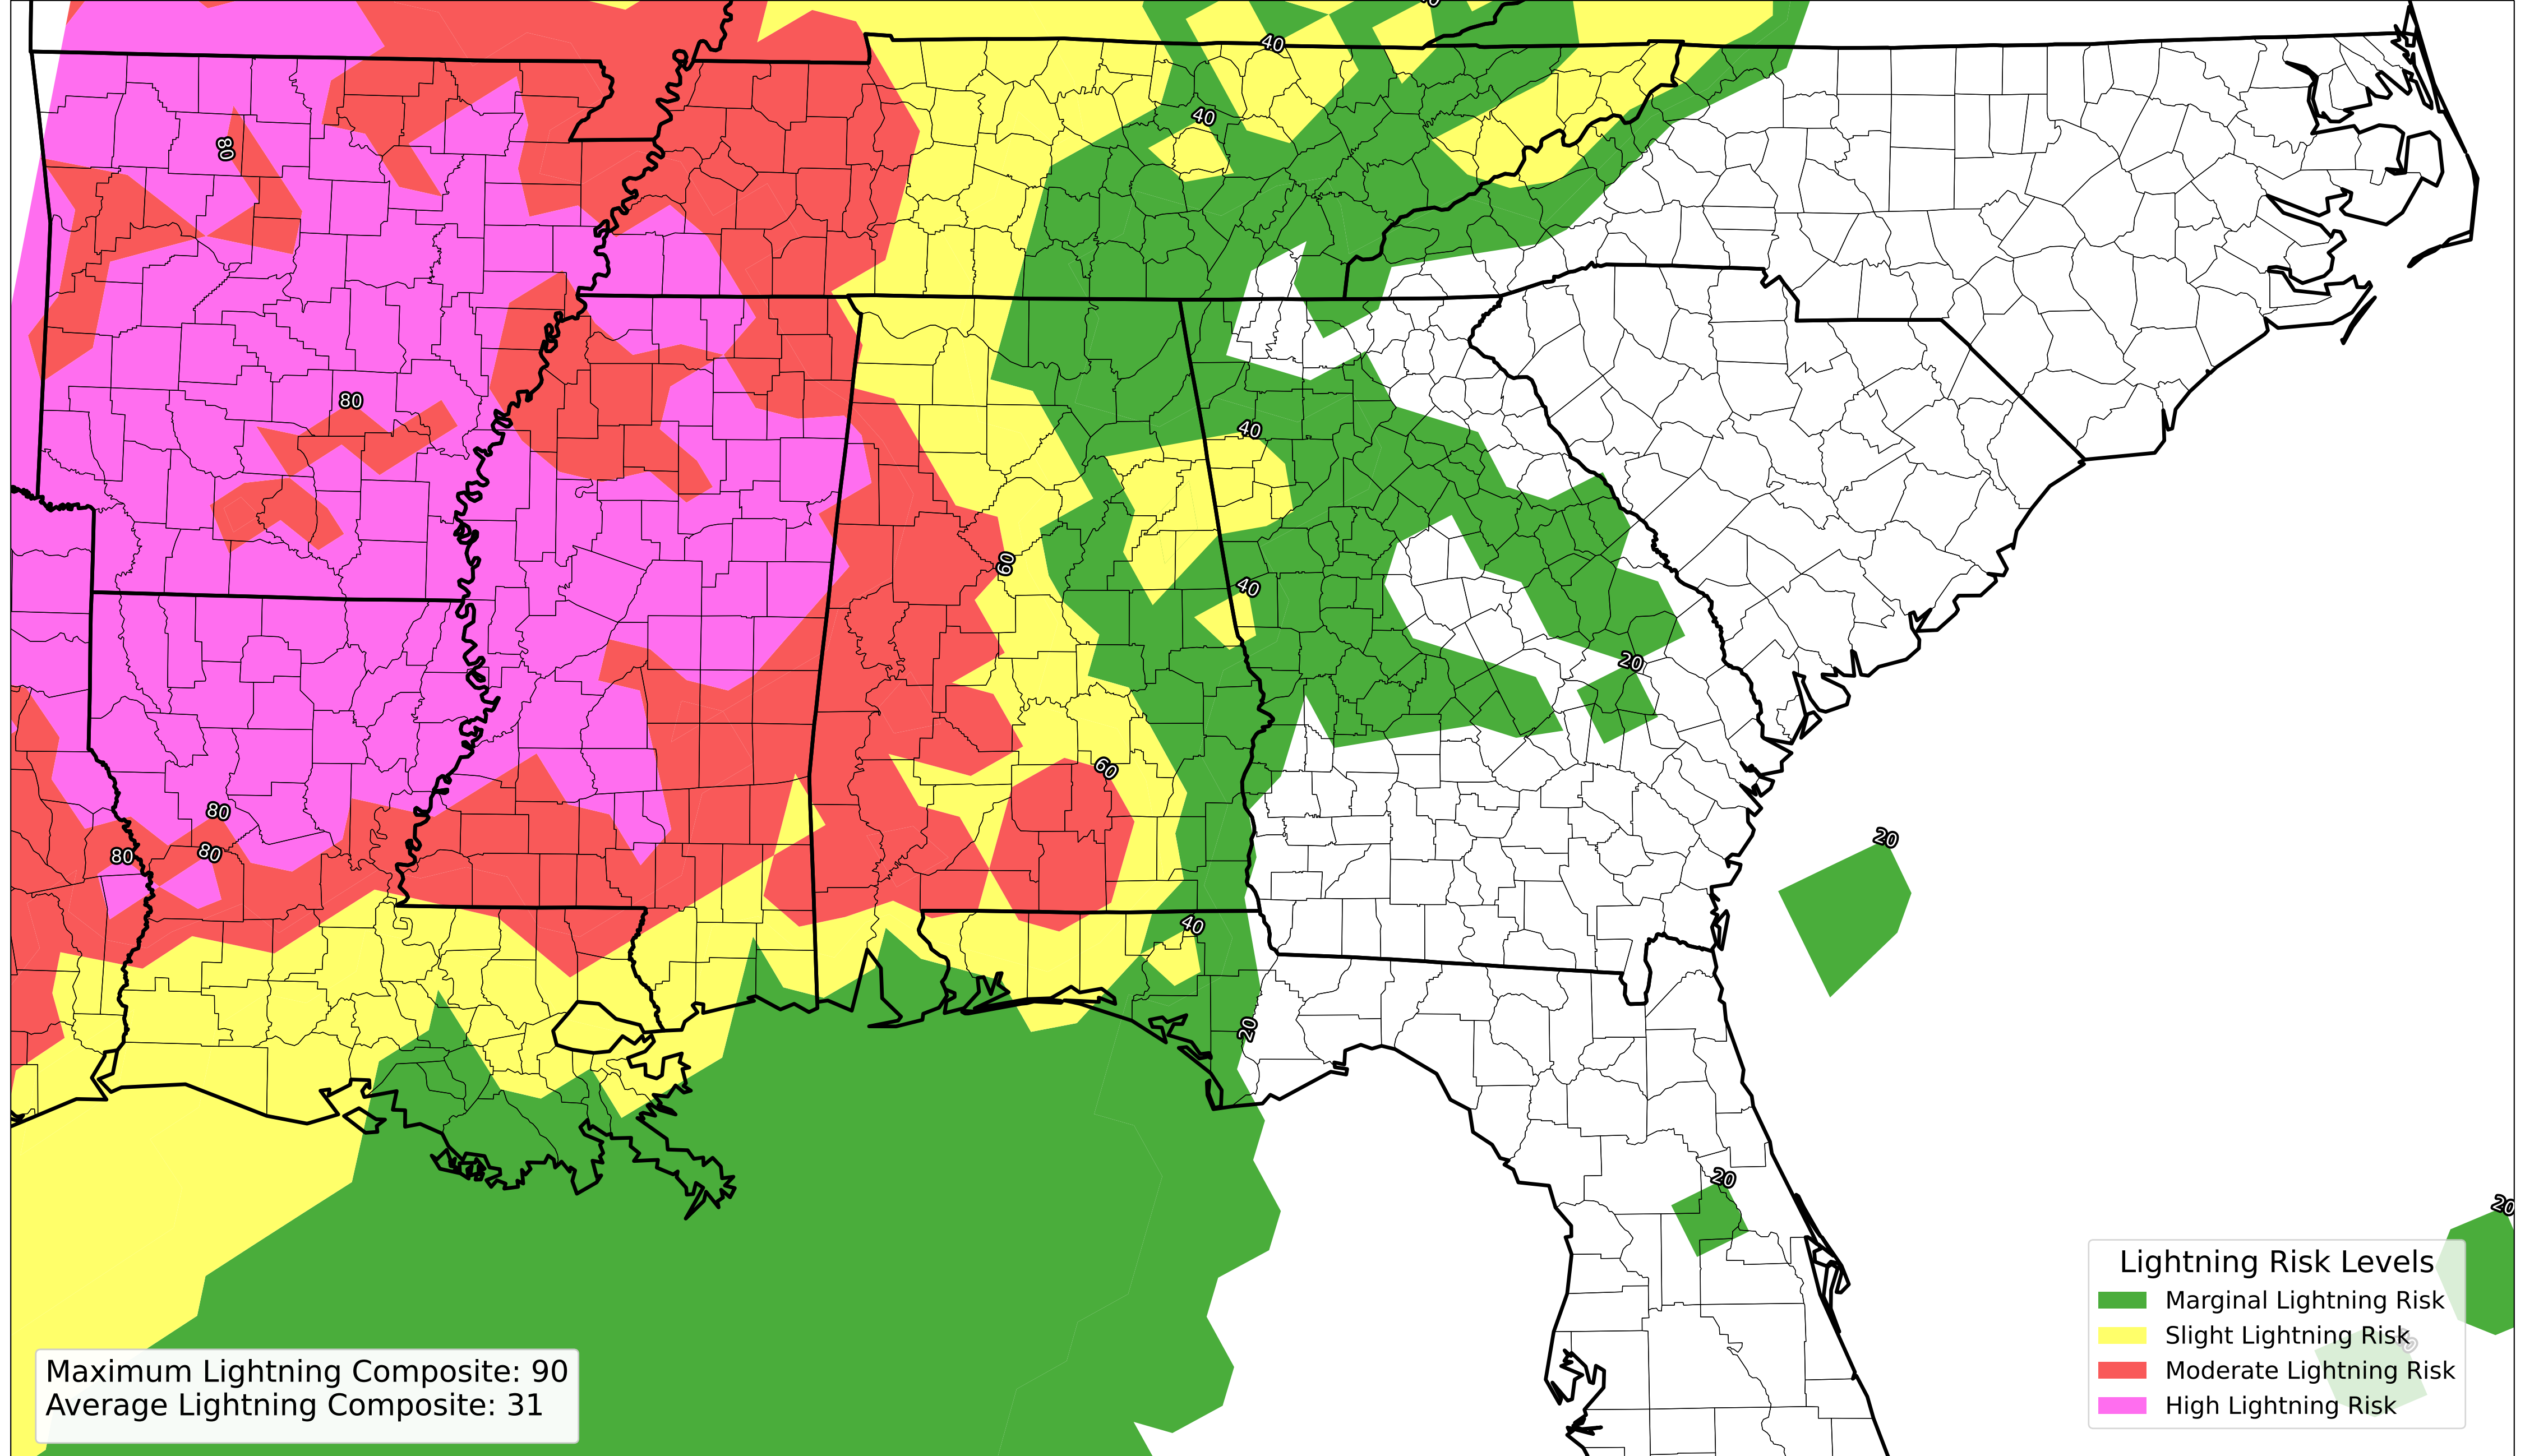 40
40
80
80
40
60
40
20
60
80
80
80
20
40
20
20
20
Lightning Risk Levels
Marginal Lightning Risk
Slight Lightning Risk
Moderate Lightning Risk
High Lightning Risk
Maximum Lightning Composite: 90
Average Lightning Composite: 31